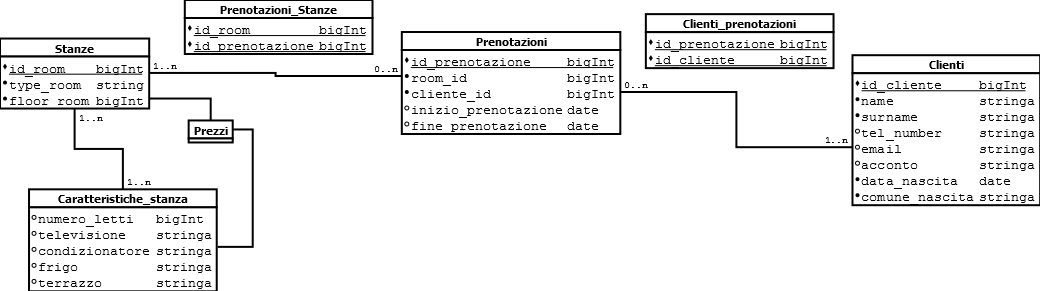 Prenotazioni_Stanze
id_room bigInt
id_prenotazione bigInt
Clienti_prenotazioni
id_prenotazione bigInt
id_cliente bigInt
Stanze
id_room bigInt
type_room string
floor_room bigInt
1..n
0..n
Prenotazioni
id_prenotazione bigInt
room_id bigInt
cliente_id bigInt
inizio_prenotazione date
fine_prenotazione date
0..n
1..n
Clienti
id_cliente bigInt
name stringa
surname stringa
tel_number stringa
email stringa
acconto stringa
data_nascita date
comune_nascita stringa
1..n
Prezzi
1..n
Caratteristiche_stanza
numero_letti bigInt
televisione stringa
condizionatore stringa
frigo stringa
terrazzo stringa